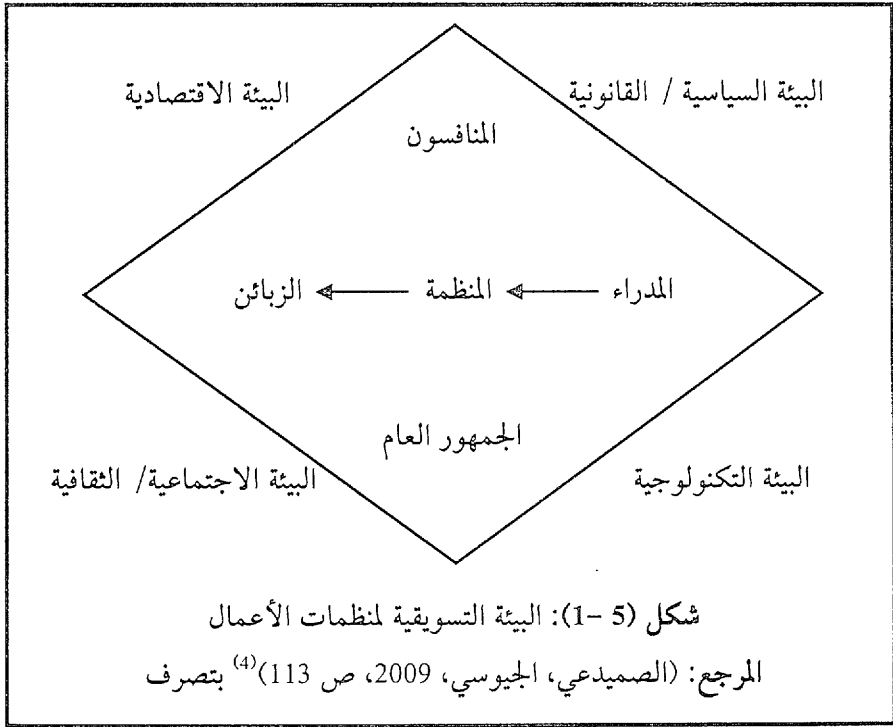 البيئة السياسية / القانونية
البيئة الاقتصادية
المنافسون
المدراء
المنظمة
الزبائن
الجمهور العام
البيئة التكنولوجية
البيئة الاجتماعية/ الثقافية
شكل (5 –1): البيئة التسويقية لمنظمات الأعمال
المرجع: (الصميدعي، الجيوسي، 2009، ص 113)(4) بتصرف